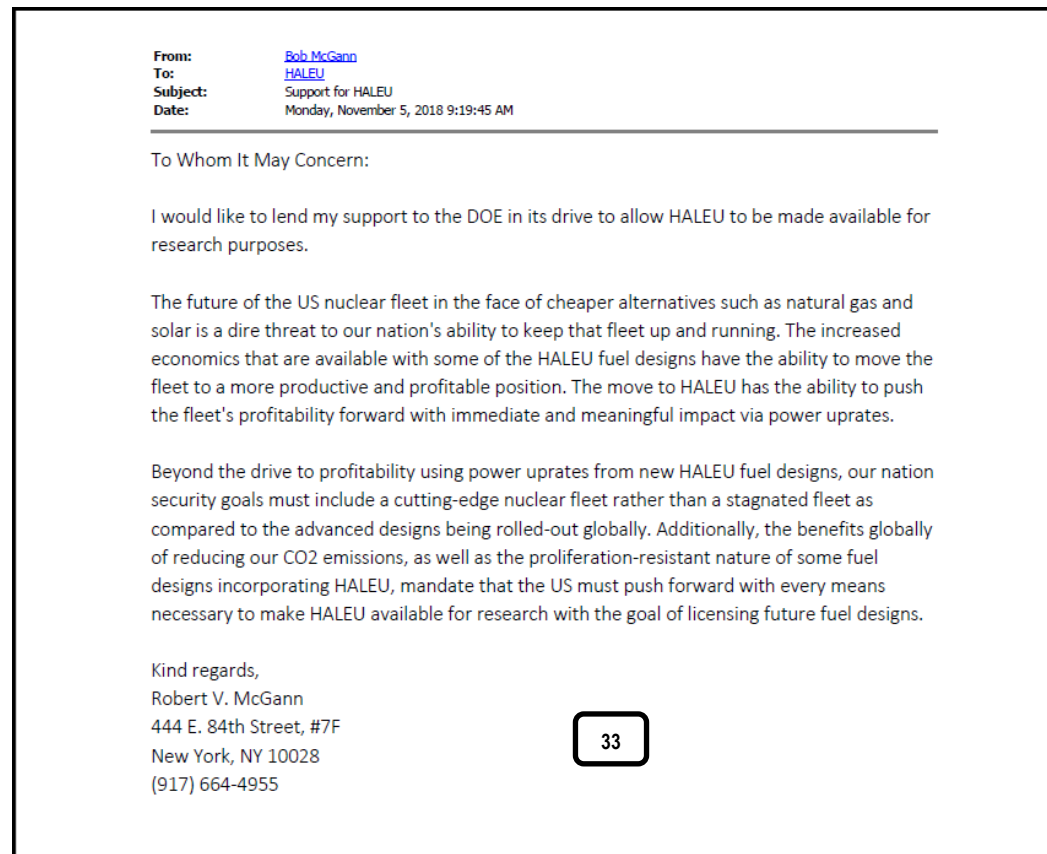 From: Bob McGann
To: HALEU
Subject: Support for HALEU
Date: Monday, November 5, 2018 9:19:45 AM
To Whom It May Concern:
I would like to lend my support to the DOE in its drive to allow HALEU to be made available for
research purposes.
The future of the US nuclear fleet in the face of cheaper alternatives such as natural gas and
solar is a dire threat to our nation's ability to keep that fleet up and running. The increased
economics that are available with some of the HALEU fuel designs have the ability to move the
fleet to a more productive and profitable position. The move to HALEU has the ability to push
the fleet's profitability forward with immediate and meaningful impact via power uprates.
Beyond the drive to profitability using power uprates from new HALEU fuel designs, our nation
security goals must include a cutting-edge nuclear fleet rather than a stagnated fleet as
compared to the advanced designs being rolled-out globally. Additionally, the benefits globally
of reducing our CO2 emissions, as well as the proliferation-resistant nature of some fuel
designs incorporating HALEU, mandate that the US must push forward with every means
necessary to make HALEU available for research with the goal of licensing future fuel designs.
Kind regards,
Robert V. McGann
444 E. 84th Street, #7F
New York, NY 10028
(917) 664-4955
33